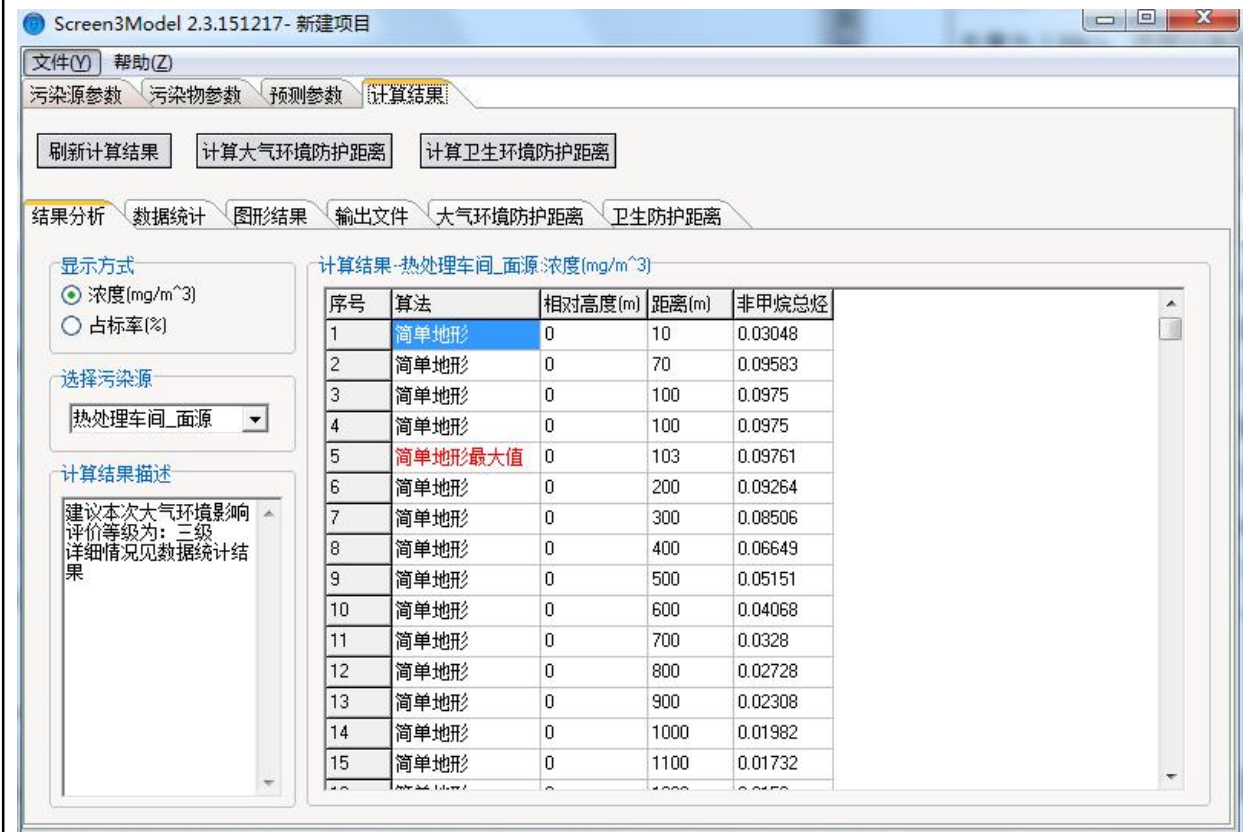 Screen3Model 2.3.151217- 新建项目
文件(Y) 帮助(Z)
污染源参数 污染物参数 预测参数 计算结果
刷新计算结果 计算大气环境防护距离 计算卫生环境防护距离
结果分析 数据统计 图形结果 输出文件 大气环境防护距离 卫生防护距离
显示方式
浓度(mg/m^3)
占标率(%)
选择污染源
热处理车间_面源
计算结果描述
建议本次大气环境影响
评价等级为：三级
详细情况见数据统计结
果
计算结果-热处理车间_面源:浓度(mg/m^3)
序号 算法 相对高度(m) 距离(m) 非甲烷总烃
1 简单地形 0 10 0.03048
2 简单地形 0 70 0.09583
3 简单地形 0 100 0.0975
4 简单地形 0 100 0.0975
5 简单地形最大值 0 103 0.09761
6 简单地形 0 200 0.09264
7 简单地形 0 300 0.08506
8 简单地形 0 400 0.06649
9 简单地形 0 500 0.05151
10 简单地形 0 600 0.04068
11 简单地形 0 700 0.0328
12 简单地形 0 800 0.02728
13 简单地形 0 900 0.02308
14 简单地形 0 1000 0.01982
15 简单地形 0 1100 0.01732